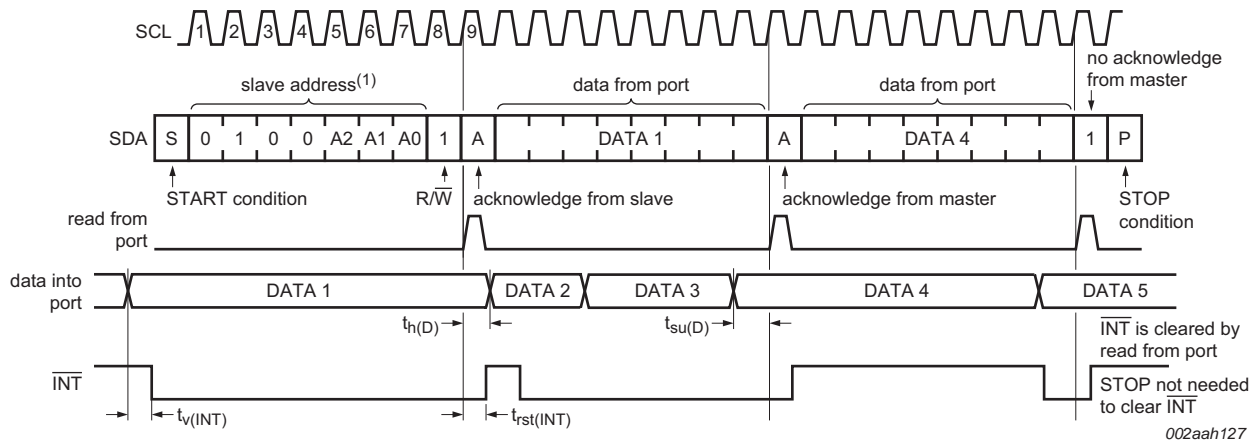 SCL 1 2 3 4 5 6 7 8 9
no acknowledge
from master
slave address(1) data from port data from port
SDA S 0 1 0 0 A2 A1 A0 1 A DATA 1 A DATA 4 1 P
START condition R/W̅ acknowledge from slave acknowledge from master STOP
condition
read from
port
data into
port
DATA 1 DATA 2 DATA 3 DATA 4 DATA 5
th(D) tsu(D)
I̅N̅T̅ is cleared by
read from port
I̅N̅T̅
STOP not needed
to clear I̅N̅T̅
tv(INT) trst(INT)
002aah127